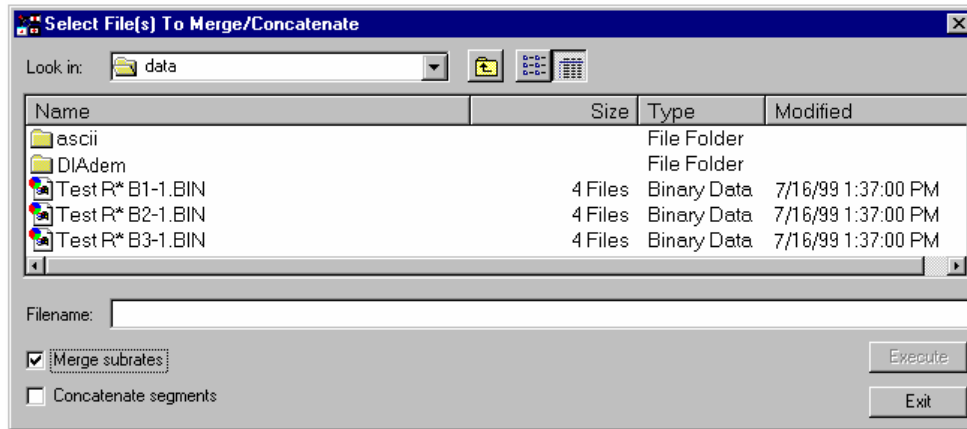 Select File(s) To Merge/Concatenate
Look in: data
Name Size Type Modified
ascii File Folder
DIAdem File Folder
Test R* B1-1.BIN 4 Files Binary Data 7/16/99 1:37:00 PM
Test R* B2-1.BIN 4 Files Binary Data 7/16/99 1:37:00 PM
Test R* B3-1.BIN 4 Files Binary Data 7/16/99 1:37:00 PM
Filename:
Merge subrates Execute
Concatenate segments Exit